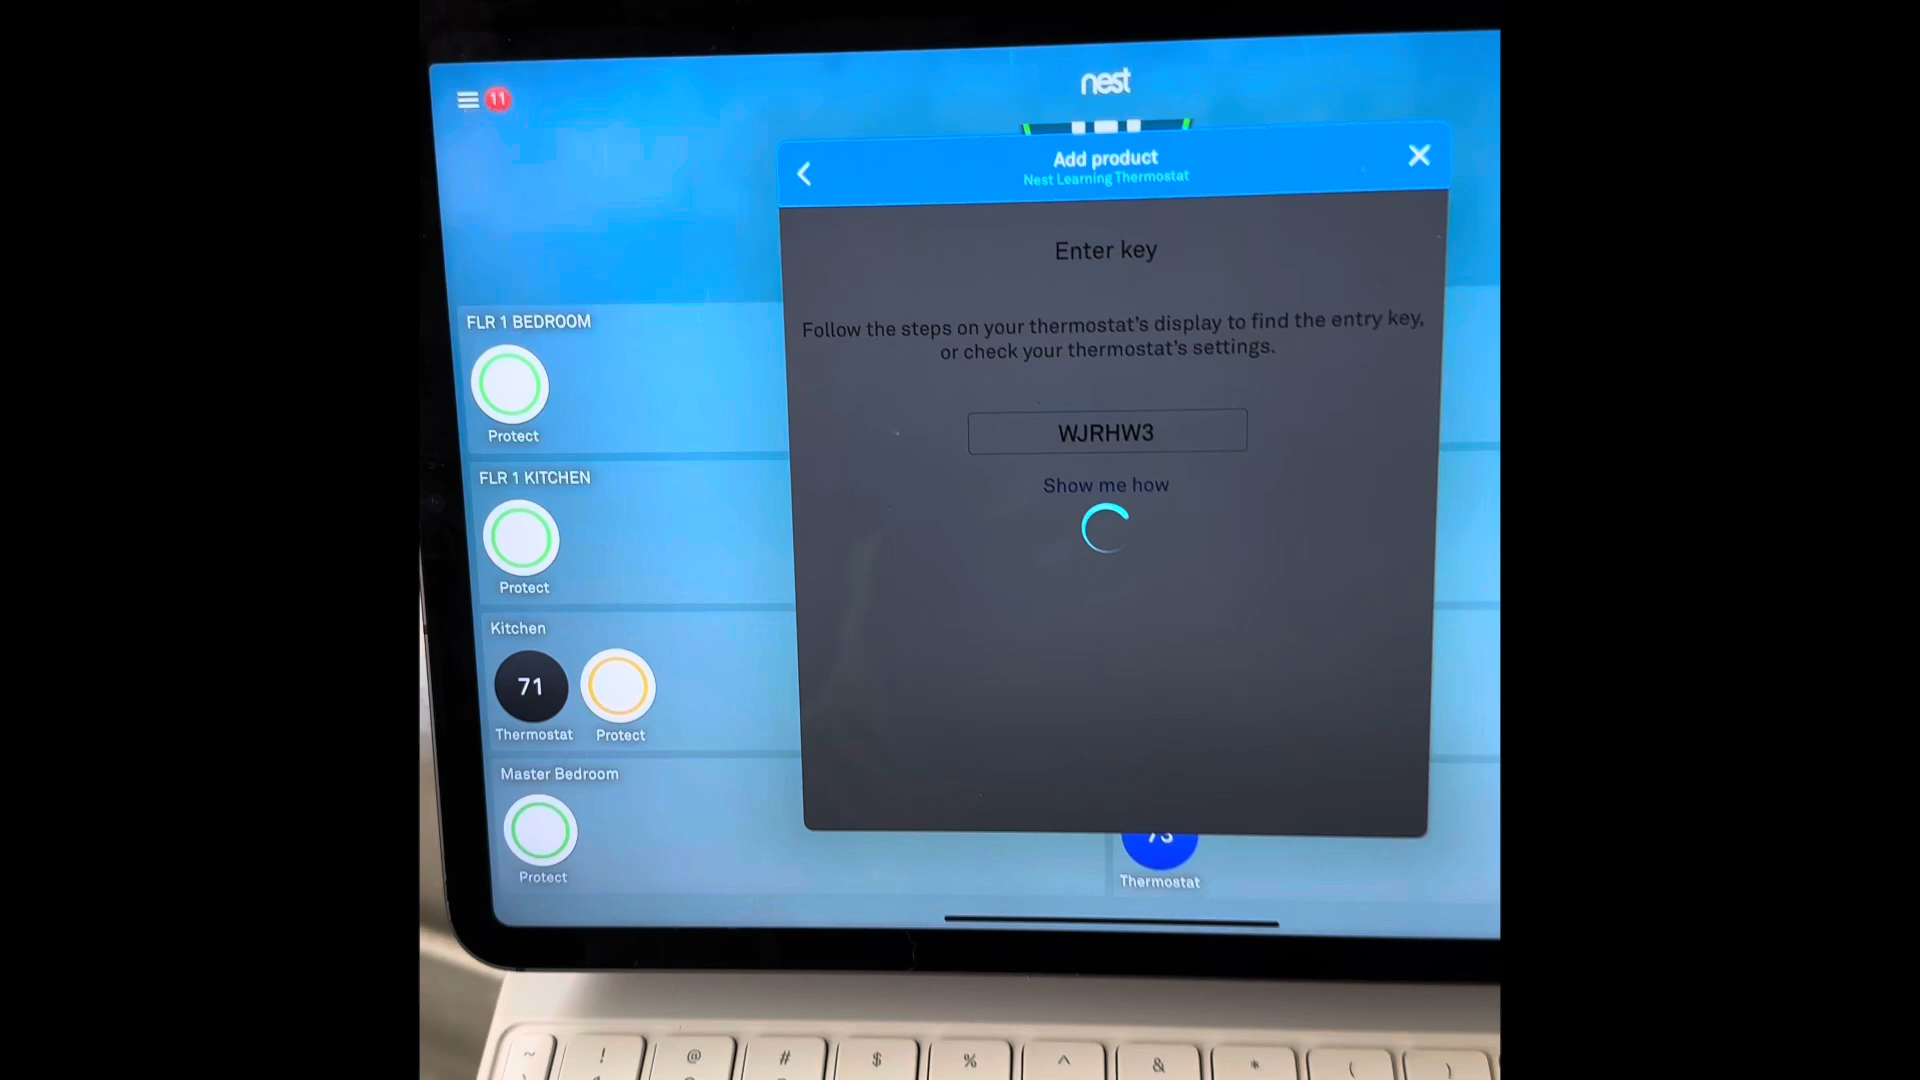 11
nest
Add product
Nest Learning Thermostat
Enter key
Follow the steps on your thermostat's display to find the entry key,
or check your thermostat's settings.
WJRHW3
Show me how
FLR 1 BEDROOM
Protect
FLR 1 KITCHEN
Protect
Kitchen
71
Thermostat
Protect
Master Bedroom
Protect
Thermostat
~ ! @ # $ % ^ & * ( )